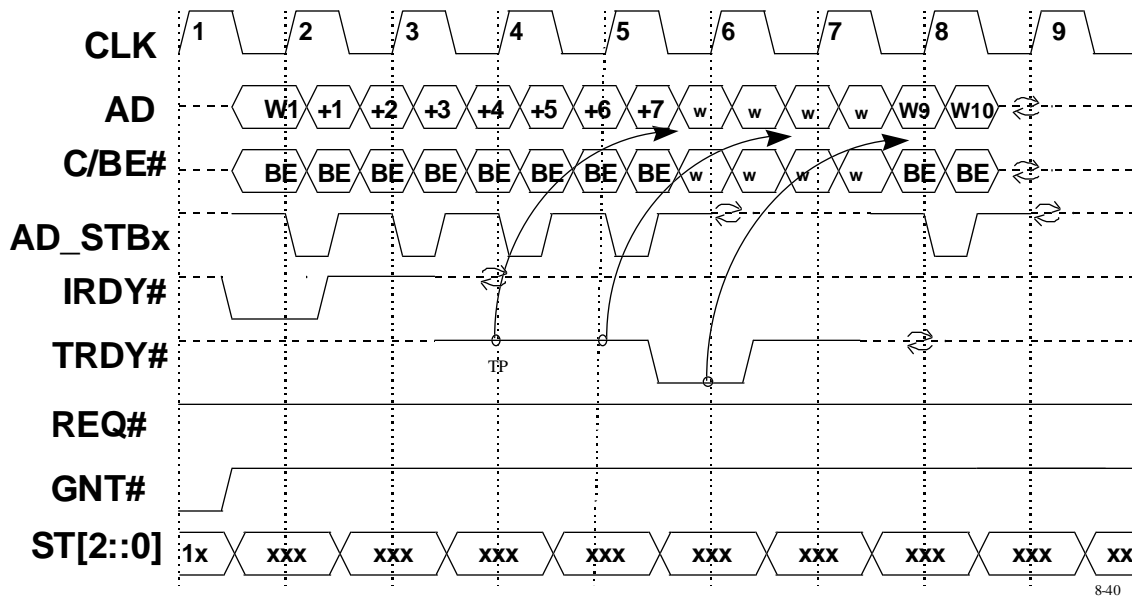 CLK 1 2 3 4 5 6 7 8 9
AD W1 +1 +2 +3 +4 +5 +6 +7 w w w w W9 W10
C/BE# BE BE BE BE BE BE BE BE w w w w BE BE
AD_STBx
IRDY#
TRDY#
TP
REQ#
GNT#
ST[2::0] 1x xxx xxx xxx xxx xxx xxx xxx xxx xx
8-40